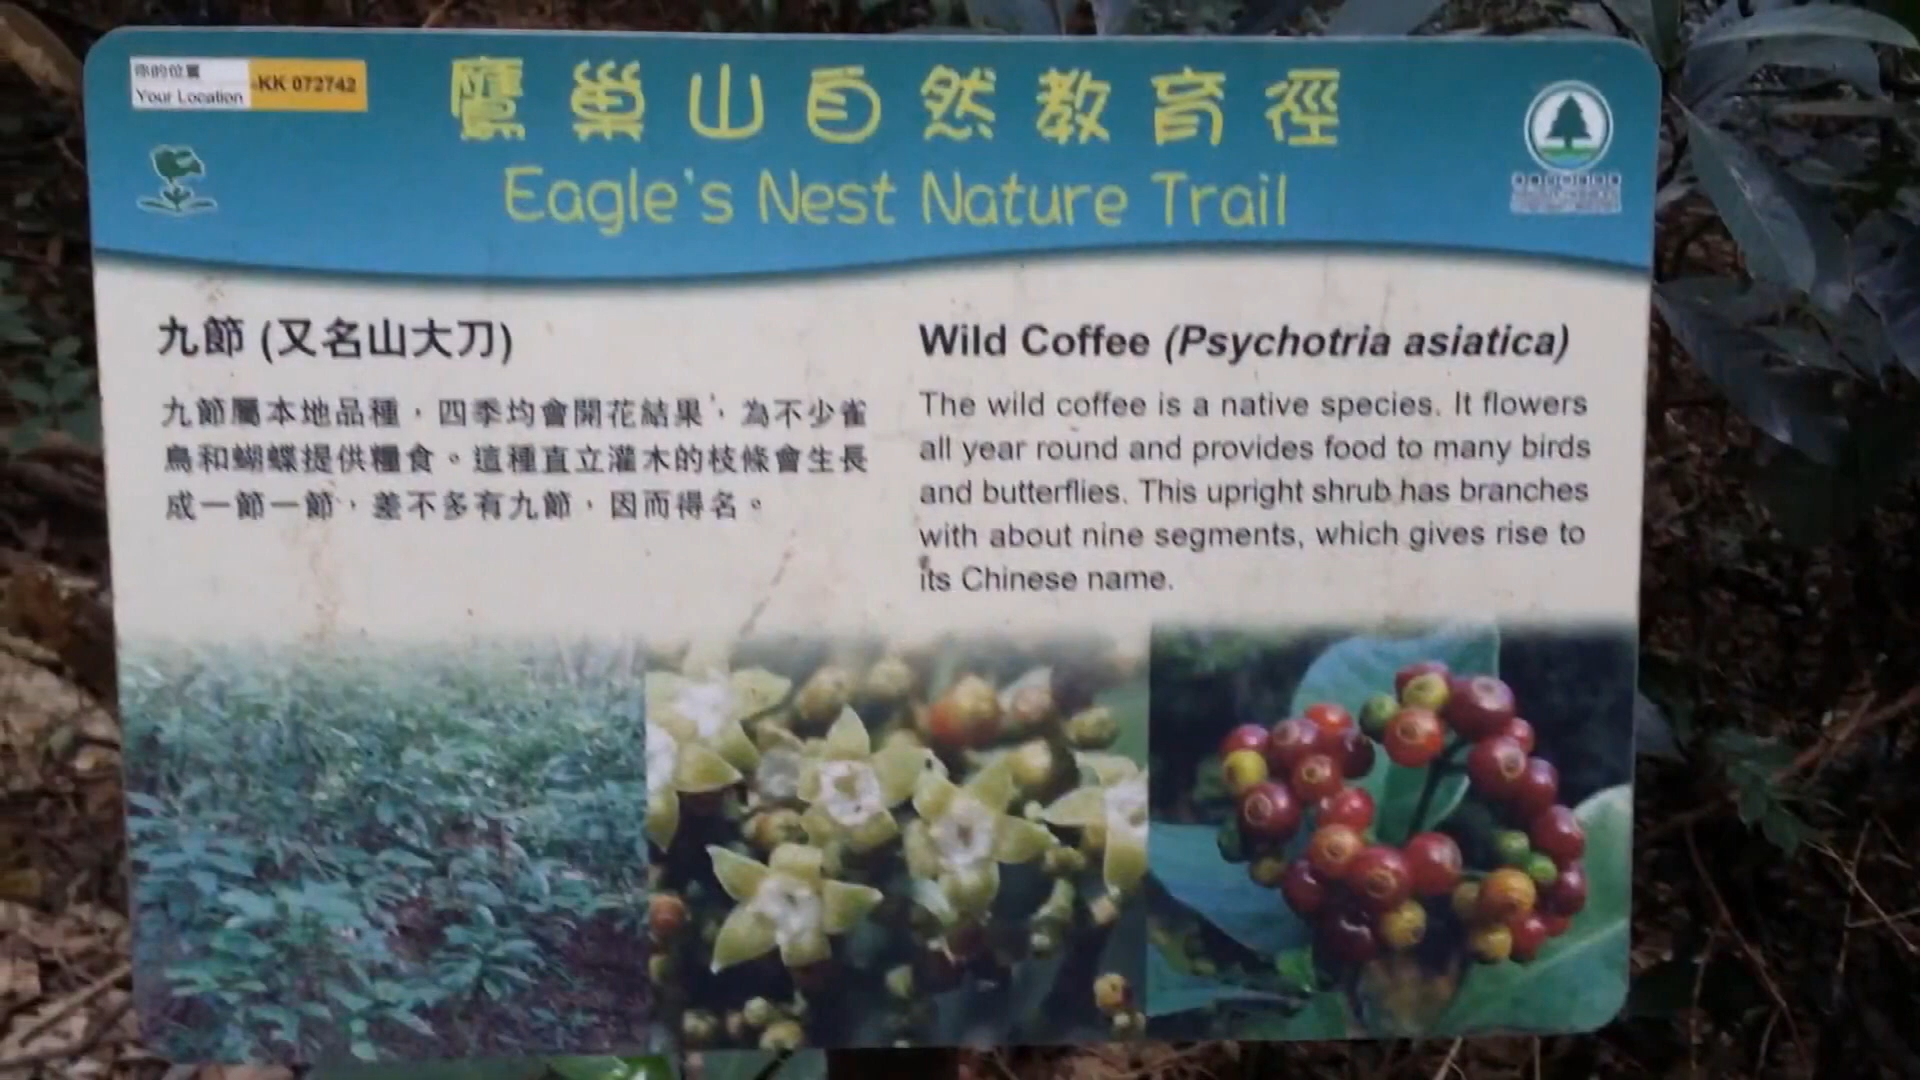 你的位置
Your Location
KK 072742
鷹巢山自然教育徑
Eagle's Nest Nature Trail
九節 (又名山大刀)
九節屬本地品種，四季均會開花結果，為不少雀
鳥和蝴蝶提供糧食。這種直立灌木的枝條會生長
成一節一節，差不多有九節，因而得名。
Wild Coffee (Psychotria asiatica)
The wild coffee is a native species. It flowers
all year round and provides food to many birds
and butterflies. This upright shrub has branches
with about nine segments, which gives rise to
its Chinese name.